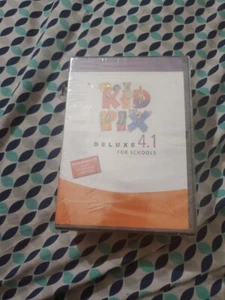 KID
PIX
DELUXE 4.1
FOR SCHOOLS